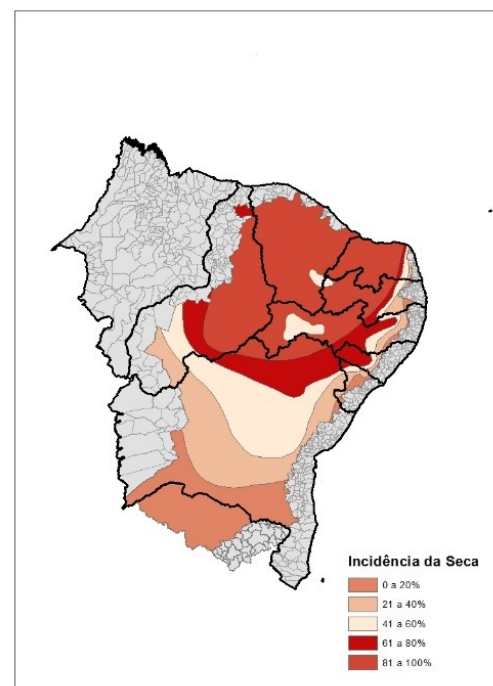 Incidência da Seca
0 a 20%
21 a 40%
41 a 60%
61 a 80%
81 a 100%